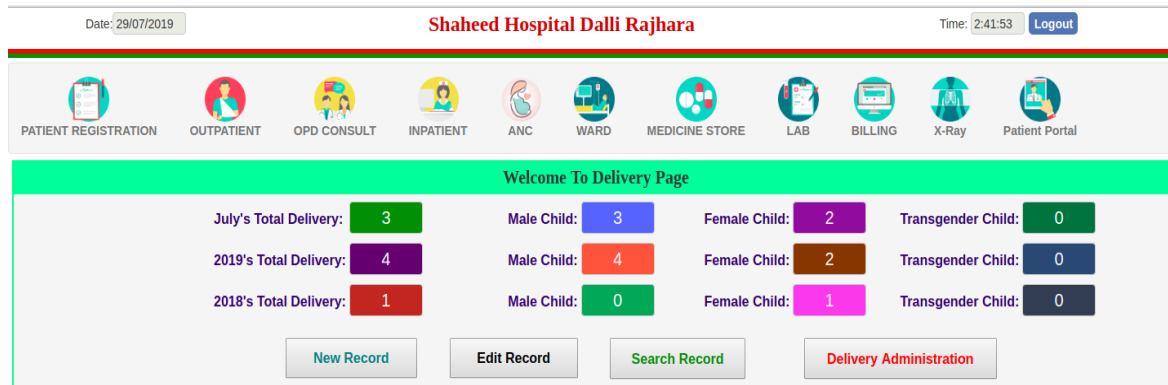 Date: 29/07/2019 Shaheed Hospital Dalli Rajhara Time: 2:41:53 Logout
PATIENT REGISTRATION OUTPATIENT OPD CONSULT INPATIENT ANC WARD MEDICINE STORE LAB BILLING X-Ray Patient Portal
Welcome To Delivery Page
July's Total Delivery: 3 Male Child: 3 Female Child: 2 Transgender Child: 0
2019's Total Delivery: 4 Male Child: 4 Female Child: 2 Transgender Child: 0
2018's Total Delivery: 1 Male Child: 0 Female Child: 1 Transgender Child: 0
New Record Edit Record Search Record Delivery Administration